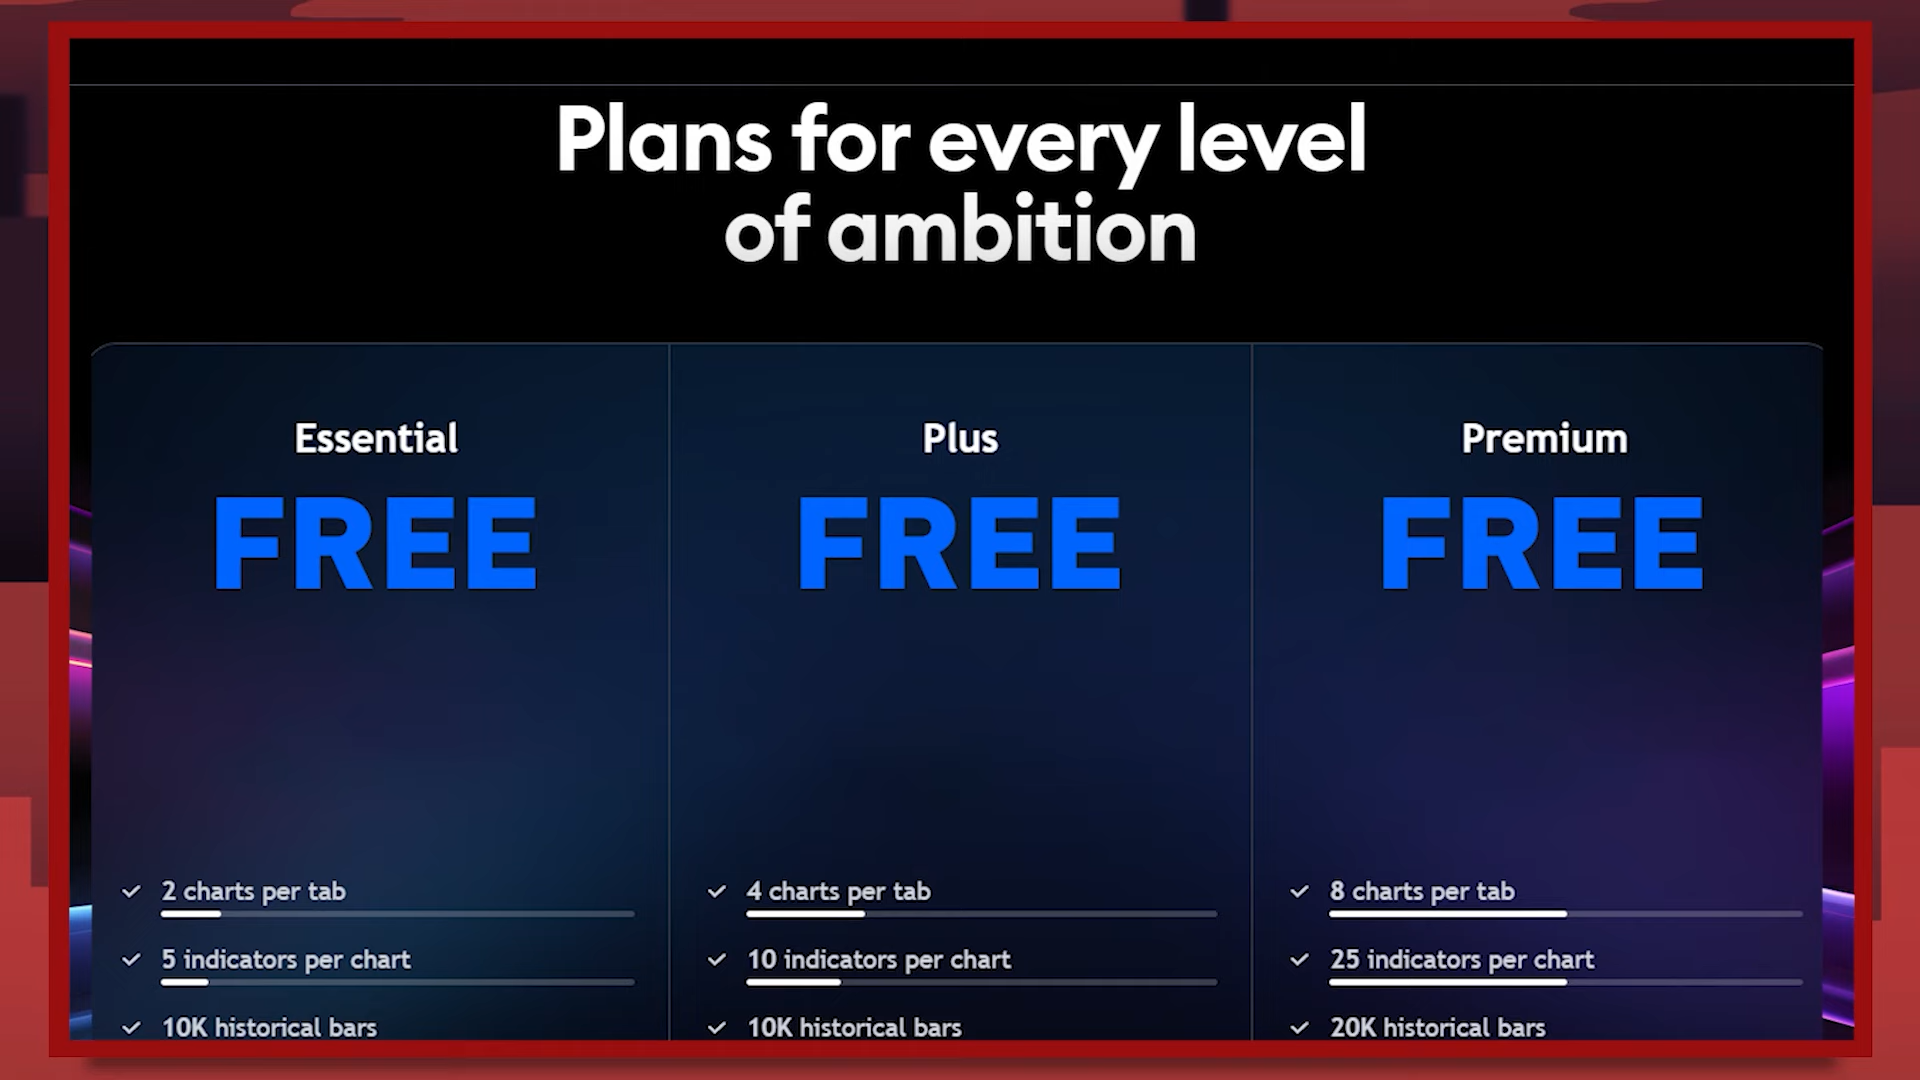 Plans for every level
of ambition
Essential
FREE
2 charts per tab
5 indicators per chart
10K historical bars
Plus
FREE
4 charts per tab
10 indicators per chart
10K historical bars
Premium
FREE
8 charts per tab
25 indicators per chart
20K historical bars